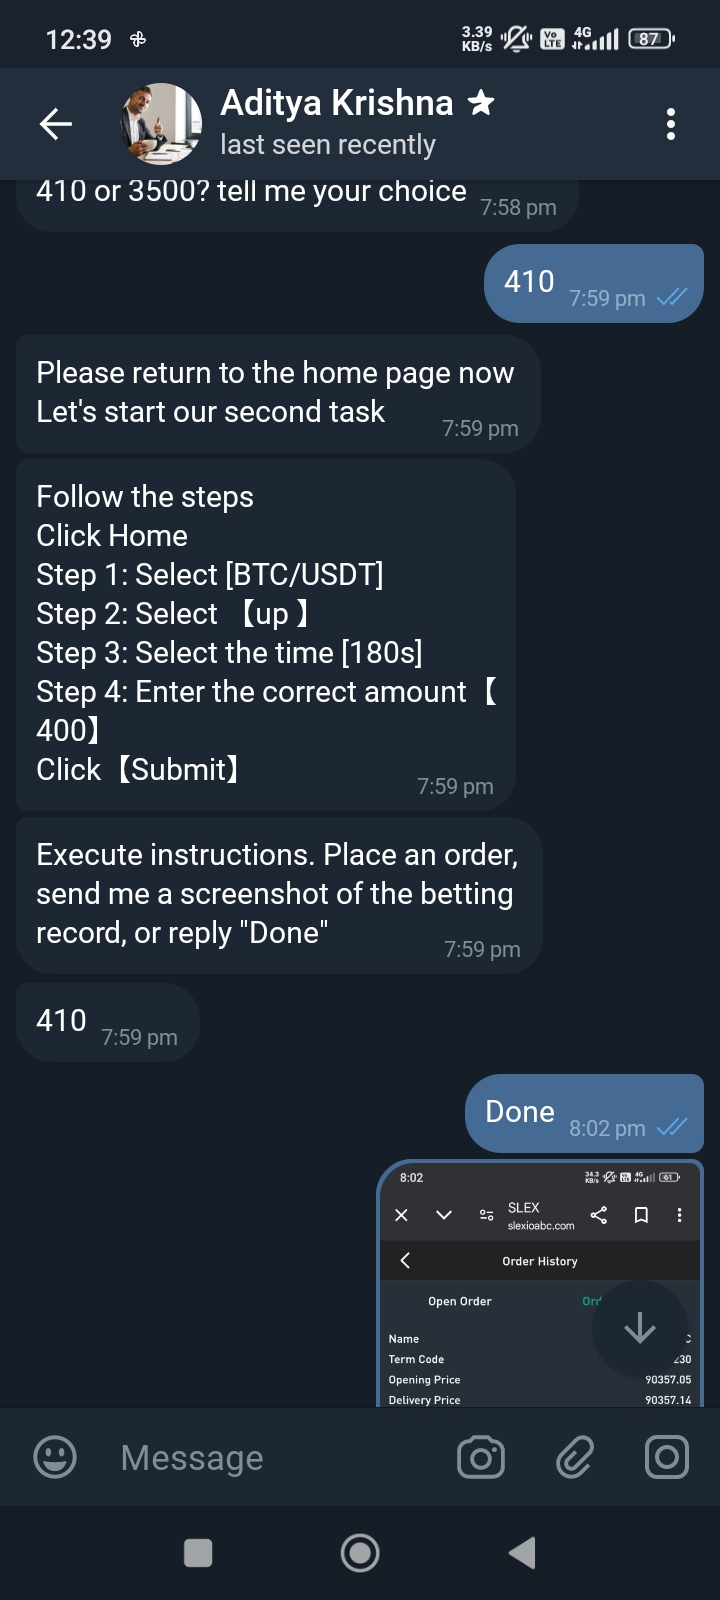 12:39
3.39
KB/s
Vo
LTE
4G
87
Aditya Krishna
last seen recently
410 or 3500? tell me your choice 7:58 pm
410 7:59 pm
Please return to the home page now
Let's start our second task 7:59 pm
Follow the steps
Click Home
Step 1: Select [BTC/USDT]
Step 2: Select 【up 】
Step 3: Select the time [180s]
Step 4: Enter the correct amount【
400】
Click【Submit】 7:59 pm
Execute instructions. Place an order,
send me a screenshot of the betting
record, or reply "Done" 7:59 pm
410 7:59 pm
Done 8:02 pm
8:02
34.3
KB/s
4G
61
SLEX
slexioabc.com
Order History
Open Order
Name
Term Code
Opening Price 90357.05
Delivery Price 90357.14
Message